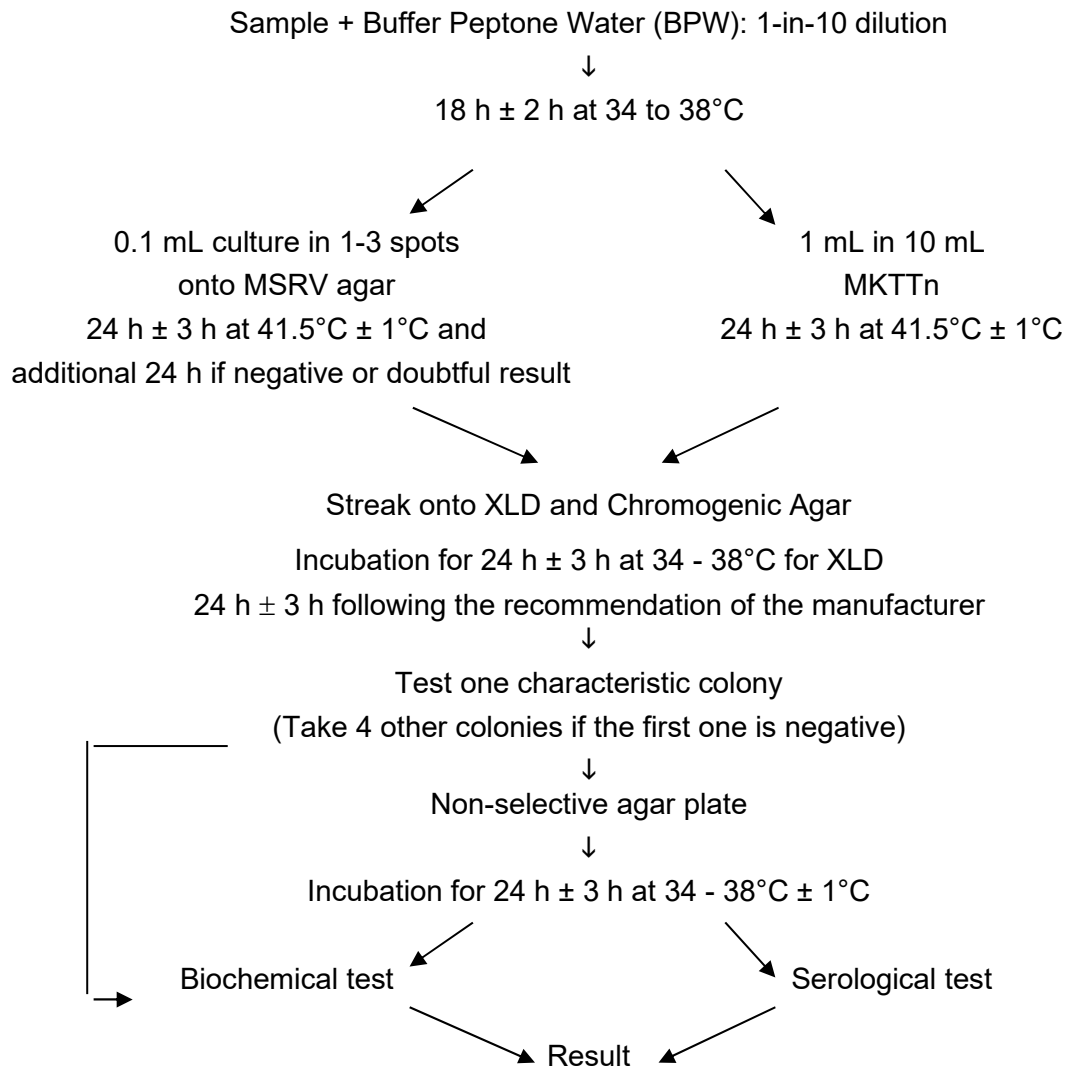 Sample + Buffer Peptone Water (BPW): 1-in-10 dilution
↓
18 h ± 2 h at 34 to 38°C
0.1 mL culture in 1-3 spots
onto MSRV agar
24 h ± 3 h at 41.5°C ± 1°C and
additional 24 h if negative or doubtful result
1 mL in 10 mL
MKTTn
24 h ± 3 h at 41.5°C ± 1°C
Streak onto XLD and Chromogenic Agar
Incubation for 24 h ± 3 h at 34 - 38°C for XLD
24 h ± 3 h following the recommendation of the manufacturer
↓
Test one characteristic colony
(Take 4 other colonies if the first one is negative)
↓
Non-selective agar plate
↓
Incubation for 24 h ± 3 h at 34 - 38°C ± 1°C
Biochemical test
Serological test
Result